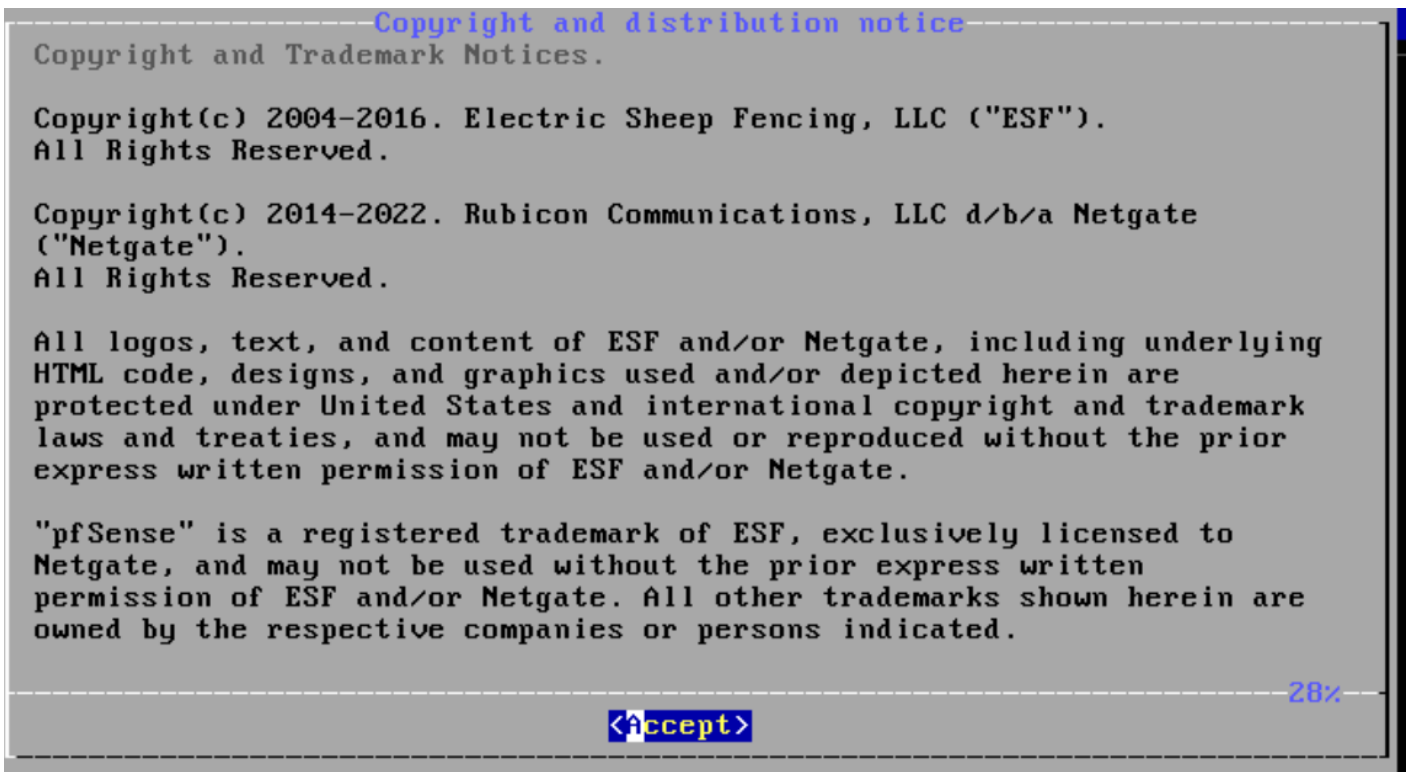 Copyright and distribution notice
Copyright and Trademark Notices.
Copyright(c) 2004-2016. Electric Sheep Fencing, LLC ("ESF").
All Rights Reserved.
Copyright(c) 2014-2022. Rubicon Communications, LLC d/b/a Netgate
("Netgate").
All Rights Reserved.
All logos, text, and content of ESF and/or Netgate, including underlying
HTML code, designs, and graphics used and/or depicted herein are
protected under United States and international copyright and trademark
laws and treaties, and may not be used or reproduced without the prior
express written permission of ESF and/or Netgate.
"pfSense" is a registered trademark of ESF, exclusively licensed to
Netgate, and may not be used without the prior express written
permission of ESF and/or Netgate. All other trademarks shown herein are
owned by the respective companies or persons indicated.
28%
<Accept>